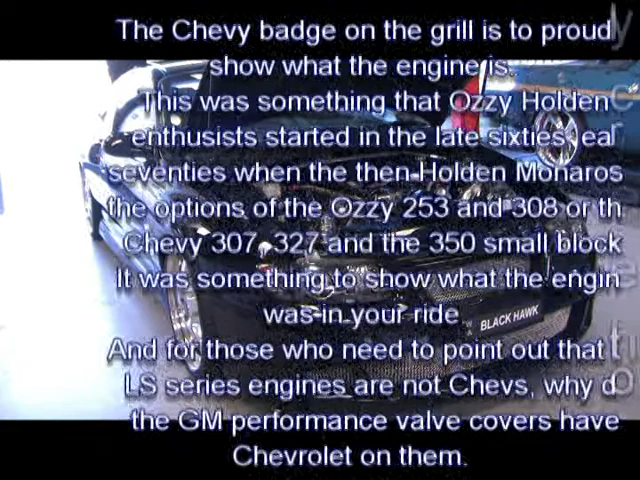 The Chevy badge on the grill is to proud
show what the engine is.
This was something that Ozzy Holden
enthusists started in the late sixties, ear
seventies when the then Holden Monaros
the options of the Ozzy 253 and 308 or th
Chevy 307, 327 and the 350 small block
It was something to show what the engin
was in your ride.
BLACK HAWK
And for those who need to point out that t
LS series engines are not Chevs, why d
the GM performance valve covers have
Chevrolet on them.